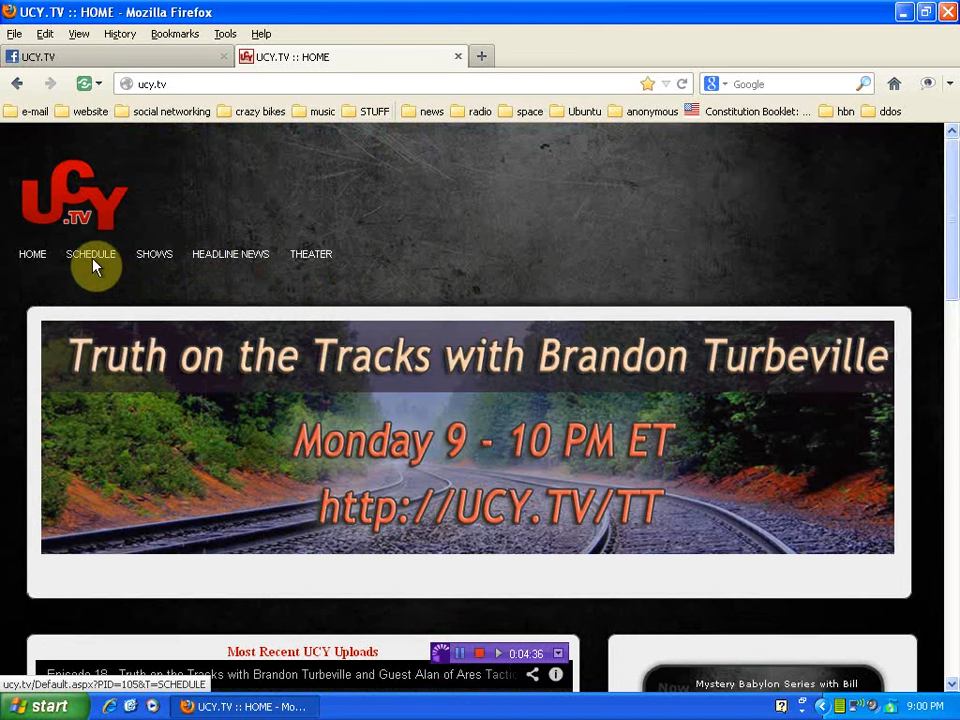 UCY.TV :: HOME - Mozilla Firefox
File Edit View History Bookmarks Tools Help
UCY.TV
UCY.TV :: HOME
ucy.tv
Google
e-mail website social networking crazy bikes music STUFF news radio space Ubuntu anonymous Constitution Booklet: ... hbn ddos
UCY
.TV
HOME SCHEDULE SHOWS HEADLINE NEWS THEATER
Truth on the Tracks with Brandon Turbeville
Monday 9 - 10 PM ET
http://UCY.TV/TT
Most Recent UCY Uploads
0:04:36
Episode 18 - Truth on the Tracks with Brandon Turbeville and Guest Alan of Ares Tactic
Now
Mystery Babylon Series with Bill
ucy.tv/Default.aspx?PID=105&T=SCHEDULE
start
UCY.TV :: HOME - Mo...
9:00 PM